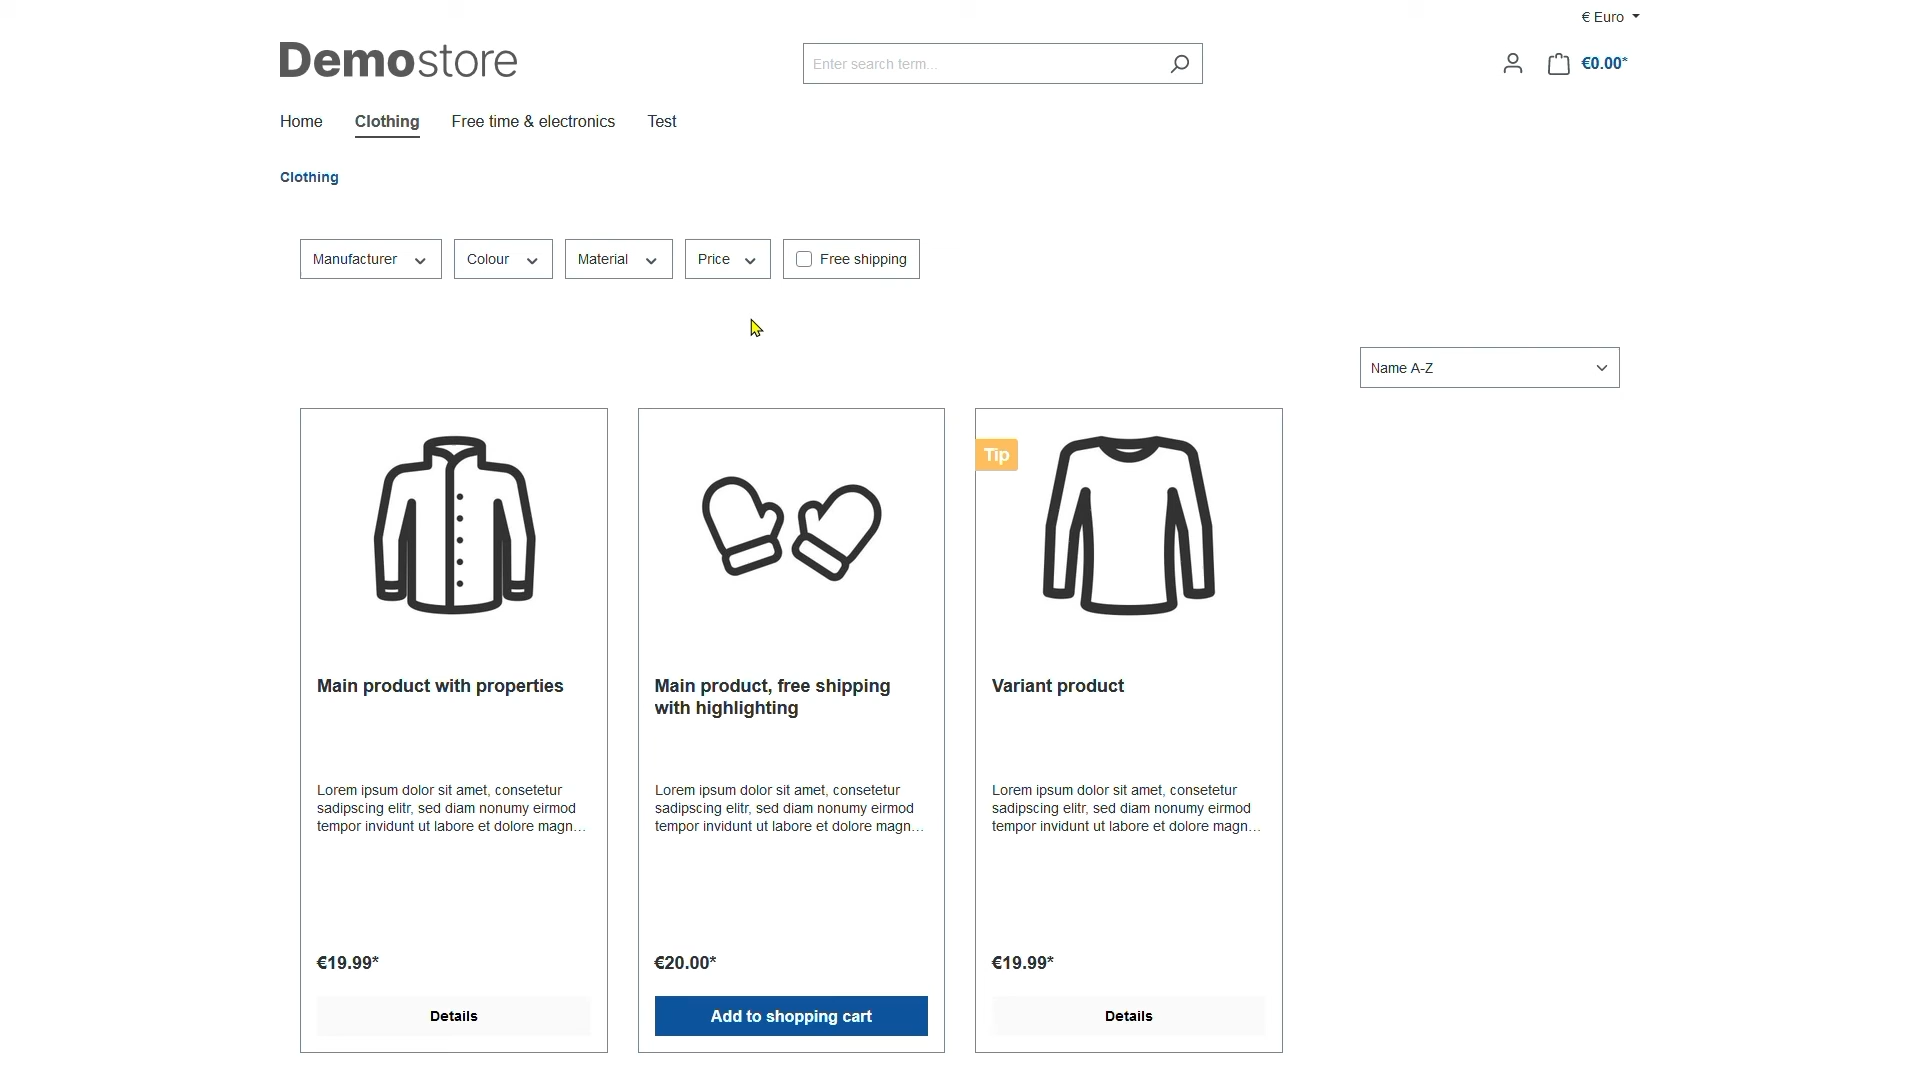 € Euro
Demostore
Enter search term...
€0.00*
Home Clothing Free time & electronics Test
Clothing
Manufacturer Colour Material Price Free shipping
Name A-Z
Tip
Main product with properties
Lorem ipsum dolor sit amet, consetetur
sadipscing elitr, sed diam nonumy eirmod
tempor invidunt ut labore et dolore magn...
€19.99*
Details
Main product, free shipping
with highlighting
Lorem ipsum dolor sit amet, consetetur
sadipscing elitr, sed diam nonumy eirmod
tempor invidunt ut labore et dolore magn...
€20.00*
Add to shopping cart
Variant product
Lorem ipsum dolor sit amet, consetetur
sadipscing elitr, sed diam nonumy eirmod
tempor invidunt ut labore et dolore magn...
€19.99*
Details